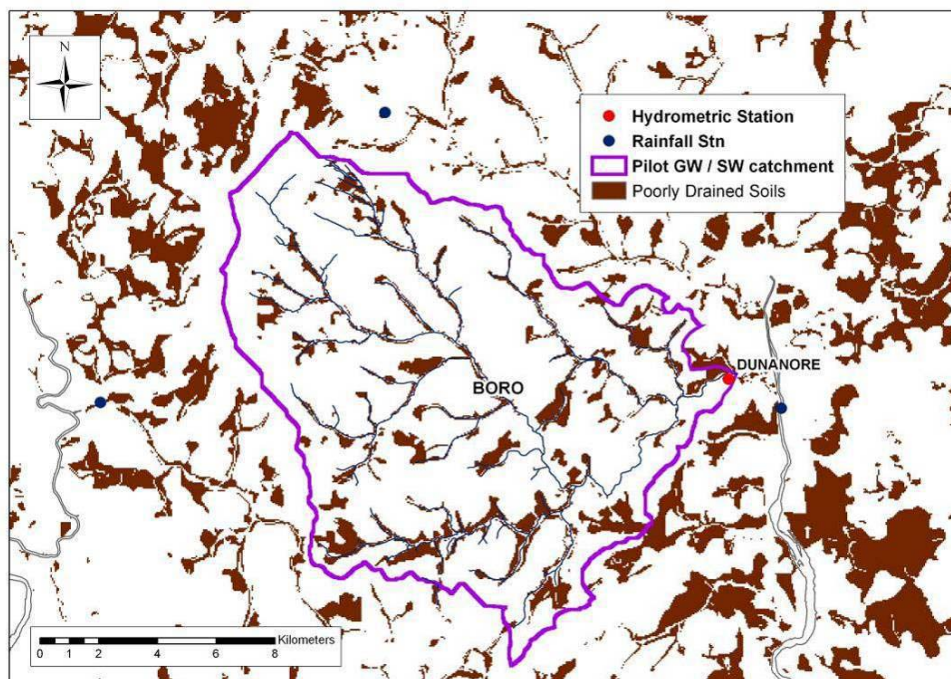 N
Hydrometric Station
Rainfall Stn
Pilot GW / SW catchment
Poorly Drained Soils
DUNANORE
BORO
Kilometers
0 1 2 4 6 8